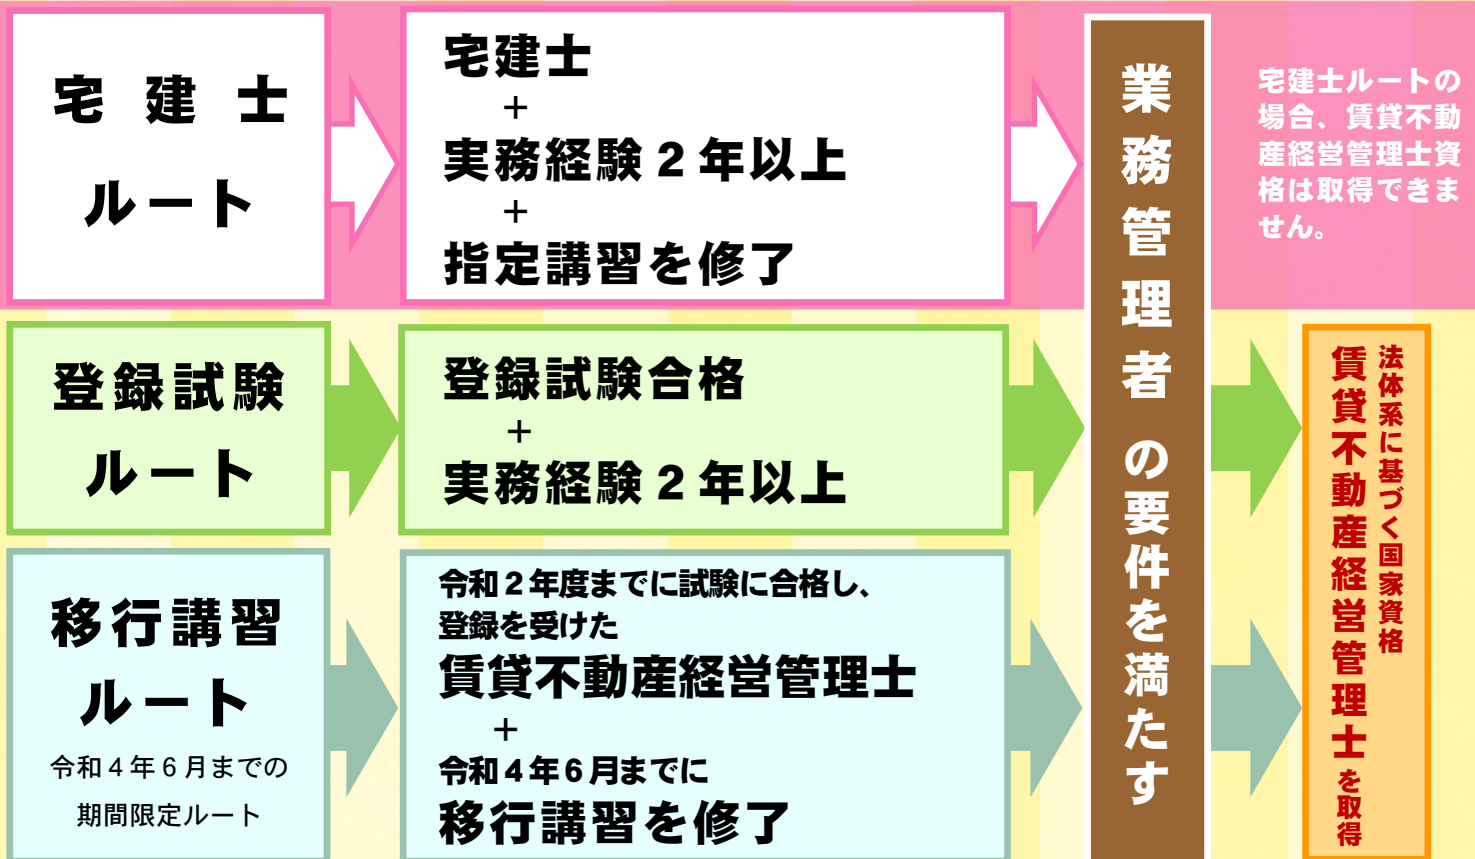 宅建士
ルート
宅建士
+
実務経験2年以上
+
指定講習を修了
業務管理者の要件を満たす
宅建士ルートの
場合、賃貸不動
産経営管理士資
格は取得できま
せん。
登録試験
ルート
登録試験合格
+
実務経験2年以上
法体系に基づく国家資格
賃貸不動産経営管理士を取得
移行講習
ルート
令和4年6月までの
期間限定ルート
令和2年度までに試験に合格し、
登録を受けた
賃貸不動産経営管理士
+
令和4年6月までに
移行講習を修了